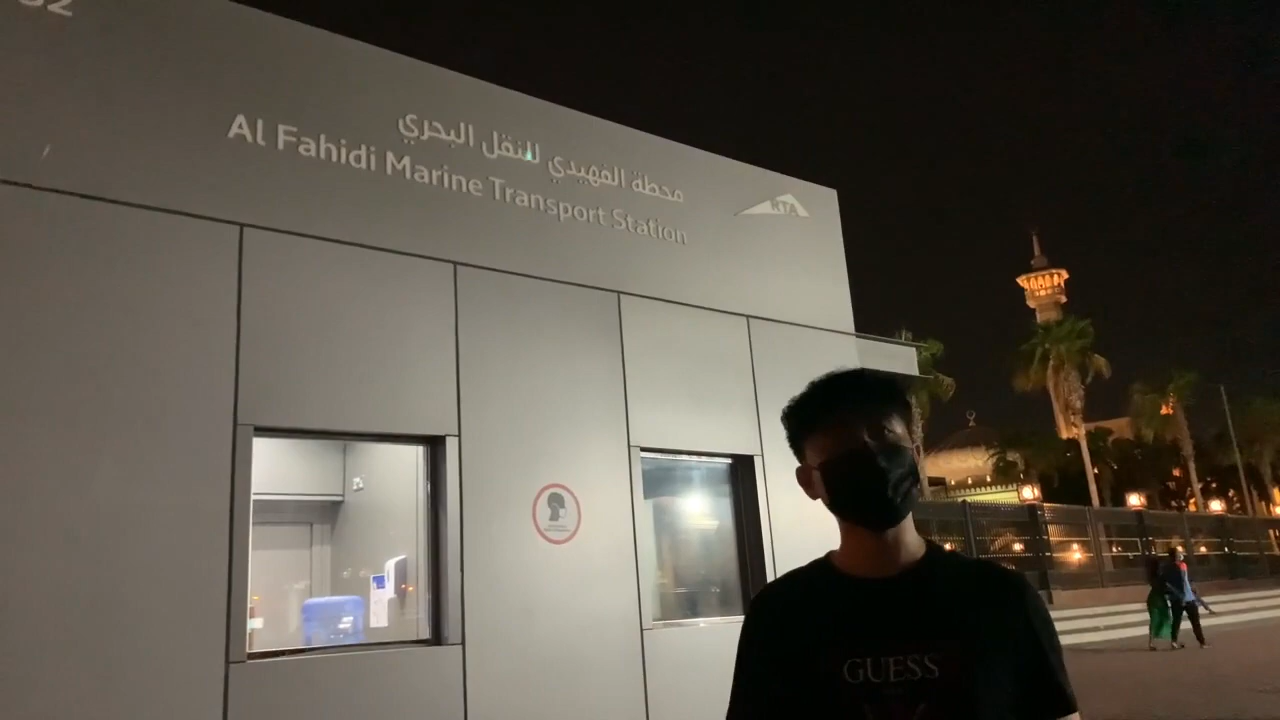 محطة الفهيدي للنقل البحري
Al Fahidi Marine Transport Station
RTA
GUESS